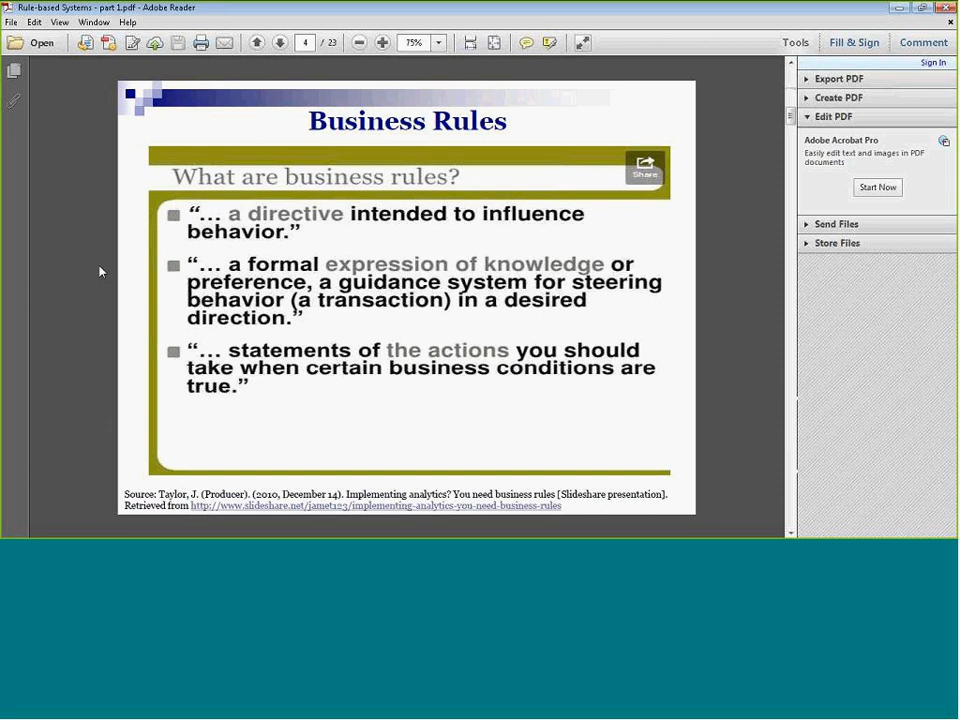 Rule-based Systems - part 1.pdf - Adobe Reader
File Edit View Window Help
Open 4 / 23 75% Tools Fill & Sign Comment
Sign In
Export PDF
Create PDF
Edit PDF
Adobe Acrobat Pro
Easily edit text and images in PDF
documents
Start Now
Send Files
Store Files
Business Rules
What are business rules?
Share
“… a directive intended to influence
behavior.”
“… a formal expression of knowledge or
preference, a guidance system for steering
behavior (a transaction) in a desired
direction.”
“… statements of the actions you should
take when certain business conditions are
true.”
Source: Taylor, J. (Producer). (2010, December 14). Implementing analytics? You need business rules [Slideshare presentation].
Retrieved from http://www.slideshare.net/jamet123/implementing-analytics-you-need-business-rules